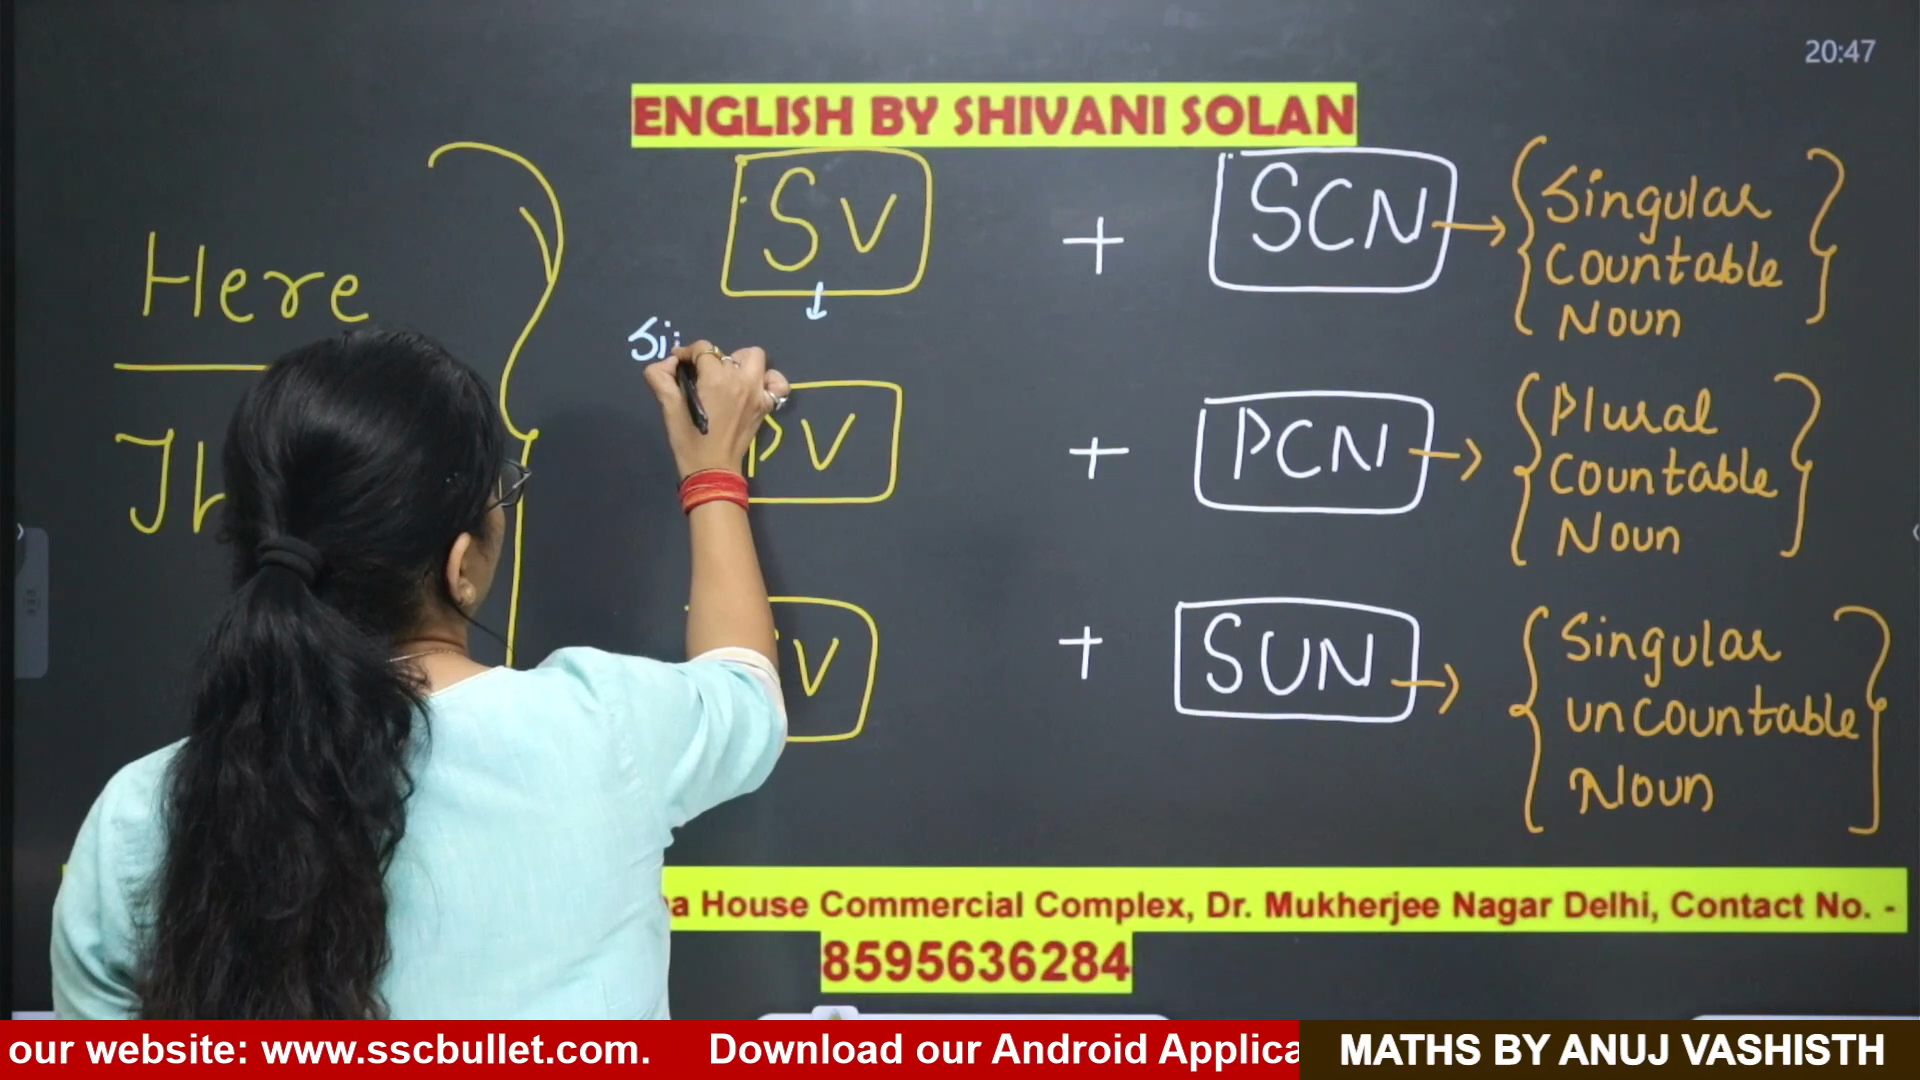 20:47
ENGLISH BY SHIVANI SOLAN
Here
SV + SCN → { Singular
Countable
Noun }
PV + PCN → { Plural
Countable
Noun }
V + SUN → { Singular
uncountable
Noun }
House Commercial Complex, Dr. Mukherjee Nagar Delhi, Contact No. -
8595636284
our website: www.sscbullet.com. Download our Android
MATHS BY ANUJ VASHISTH